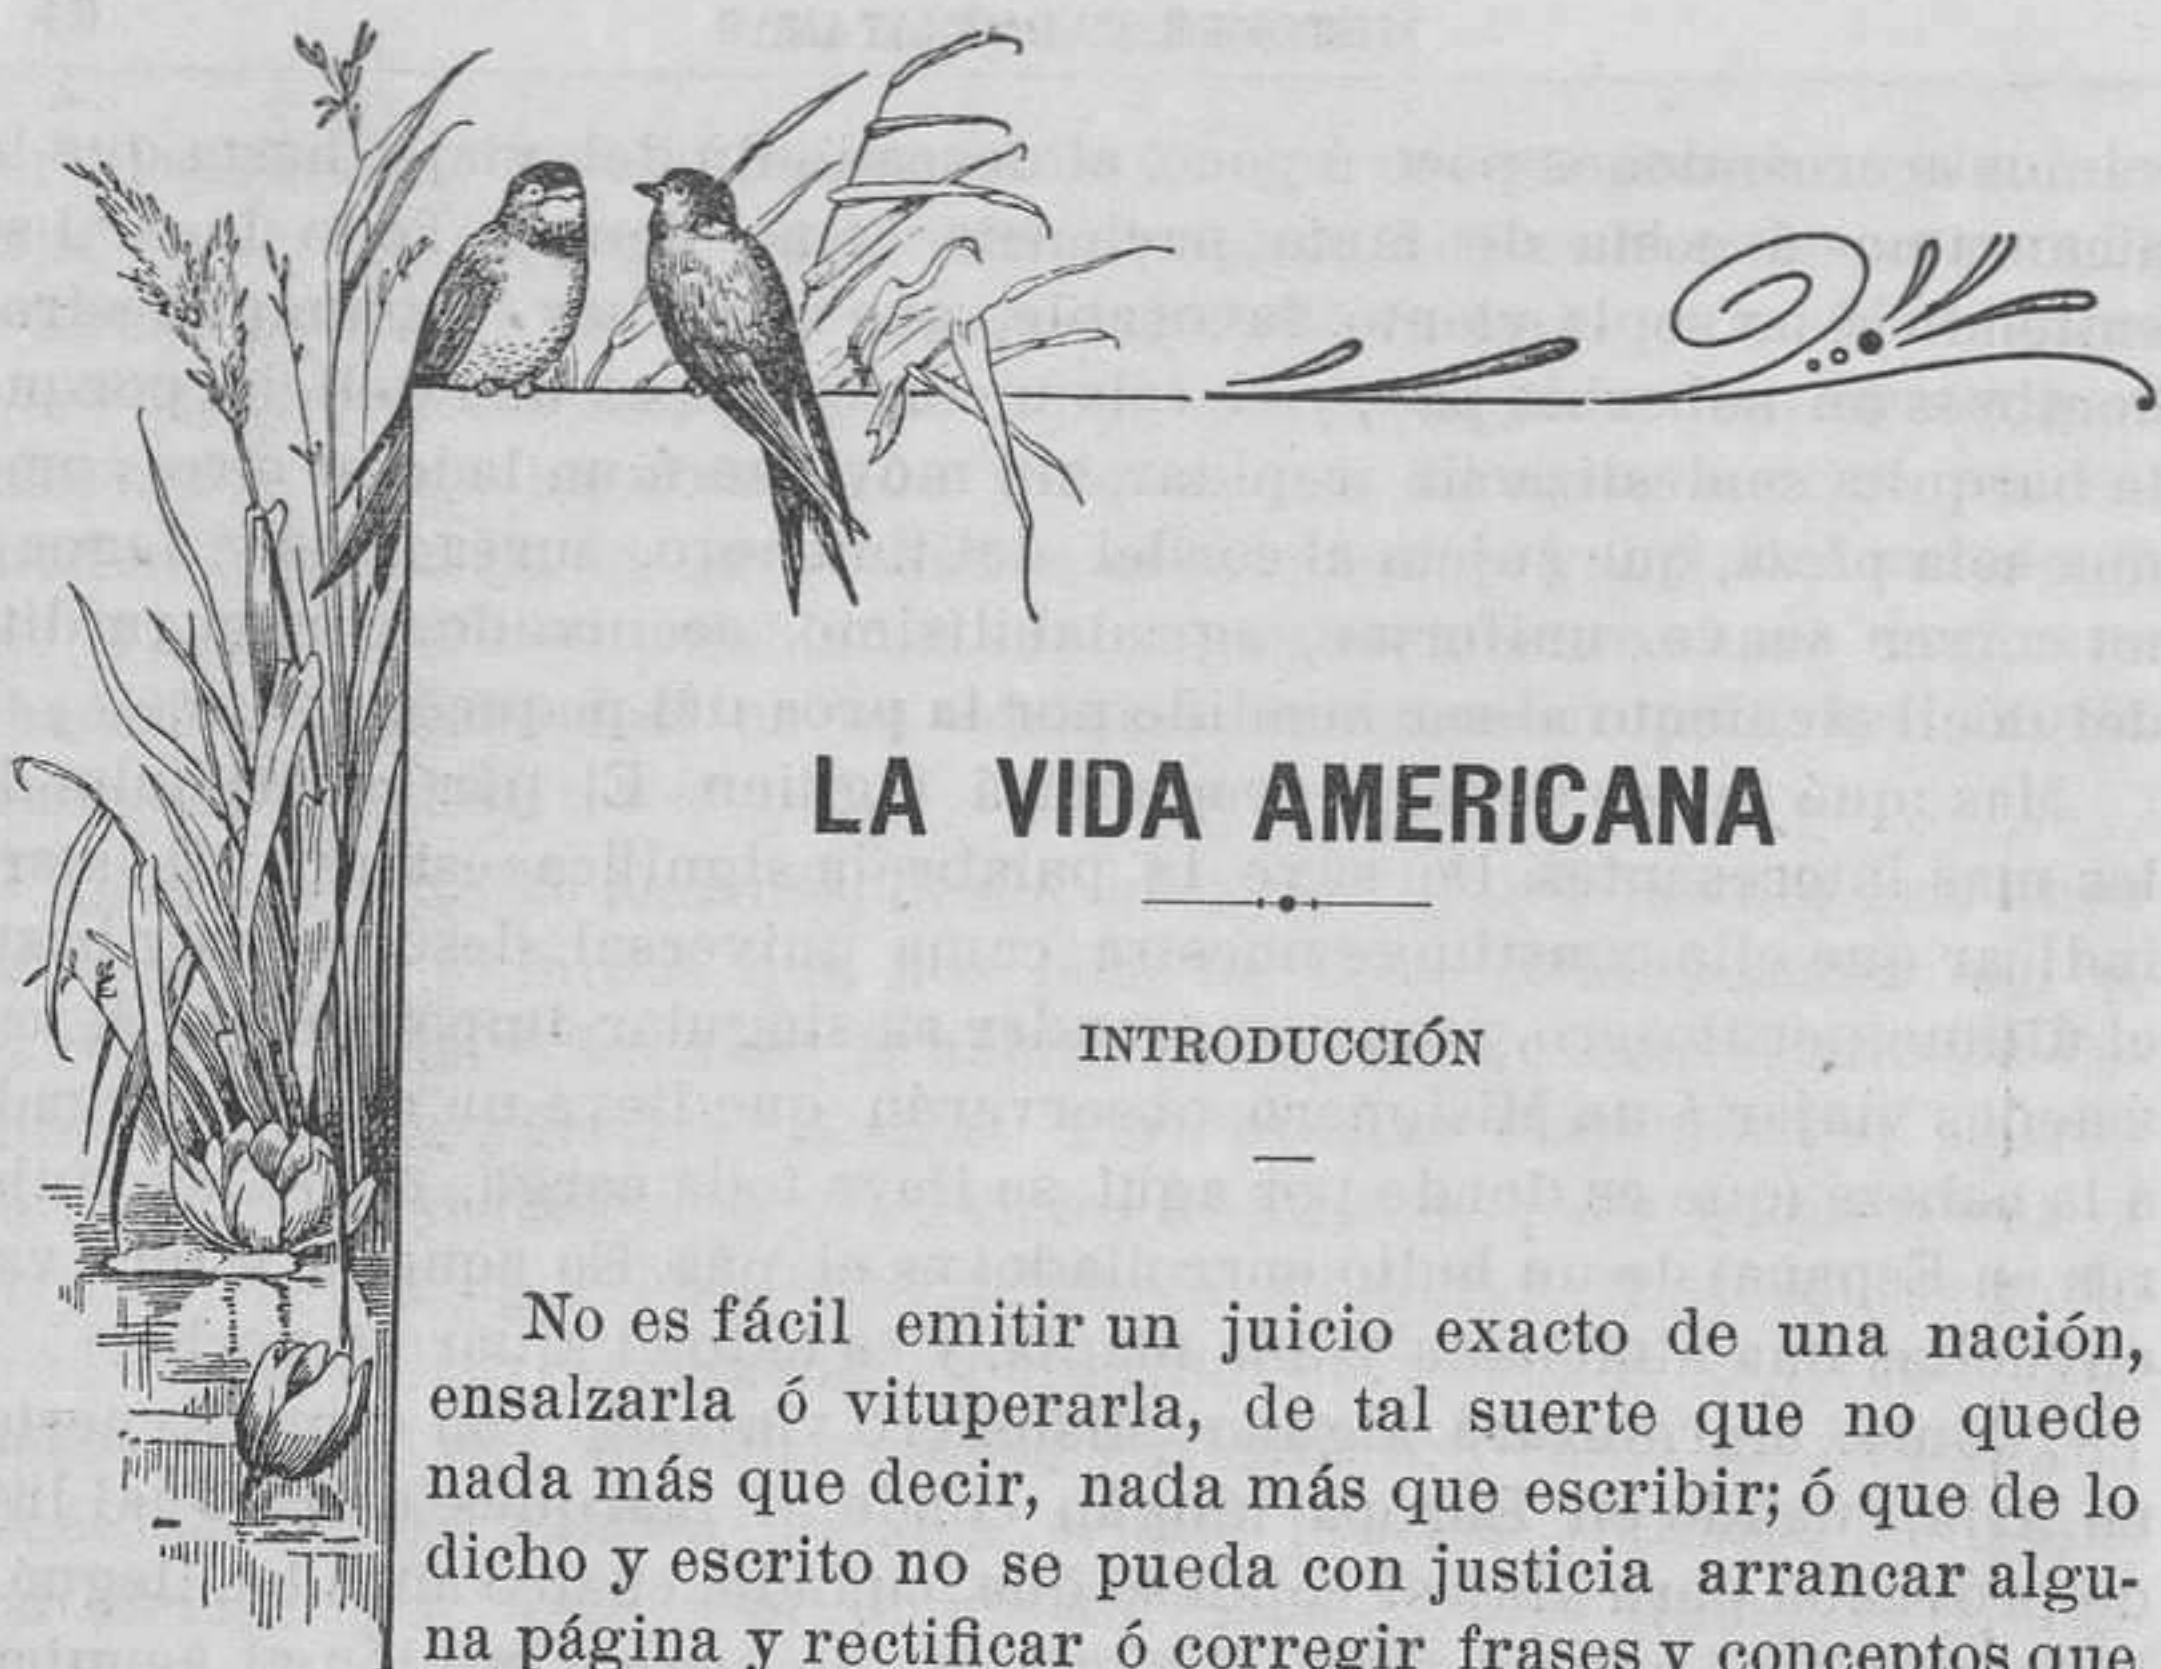 LA VIDA AMERICANA
INTRODUCCIÓN
No es fácil emitir un juicio exacto de una nación,
ensalzarla ó vituperarla, de tal suerte que no quede
nada más que decir, nada más que escribir; ó que de lo
dicho y escrito no se pueda con justicia arrancar algu-
na página y rectificar ó corregir frases y conceptos que